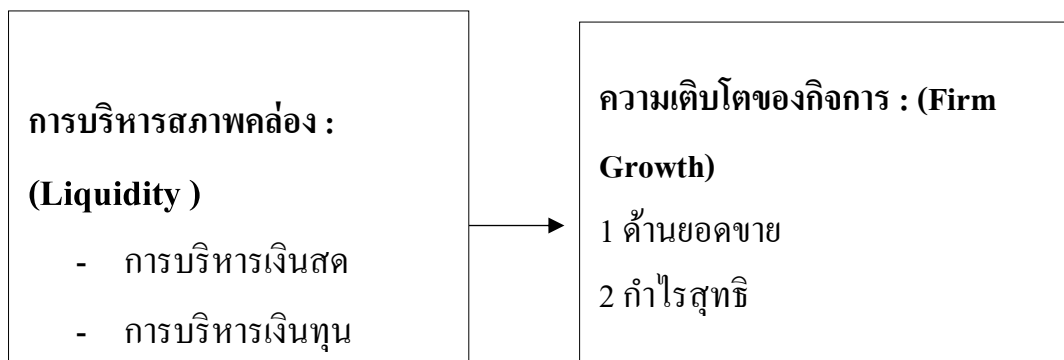 การบริหารสภาพคล่อง :
(Liquidity )
- การบริหารเงินสด
- การบริหารเงินทุน
ความเติบโตของกิจการ : (Firm
Growth)
1 ด้านยอดขาย
2 กำไรสุทธิ